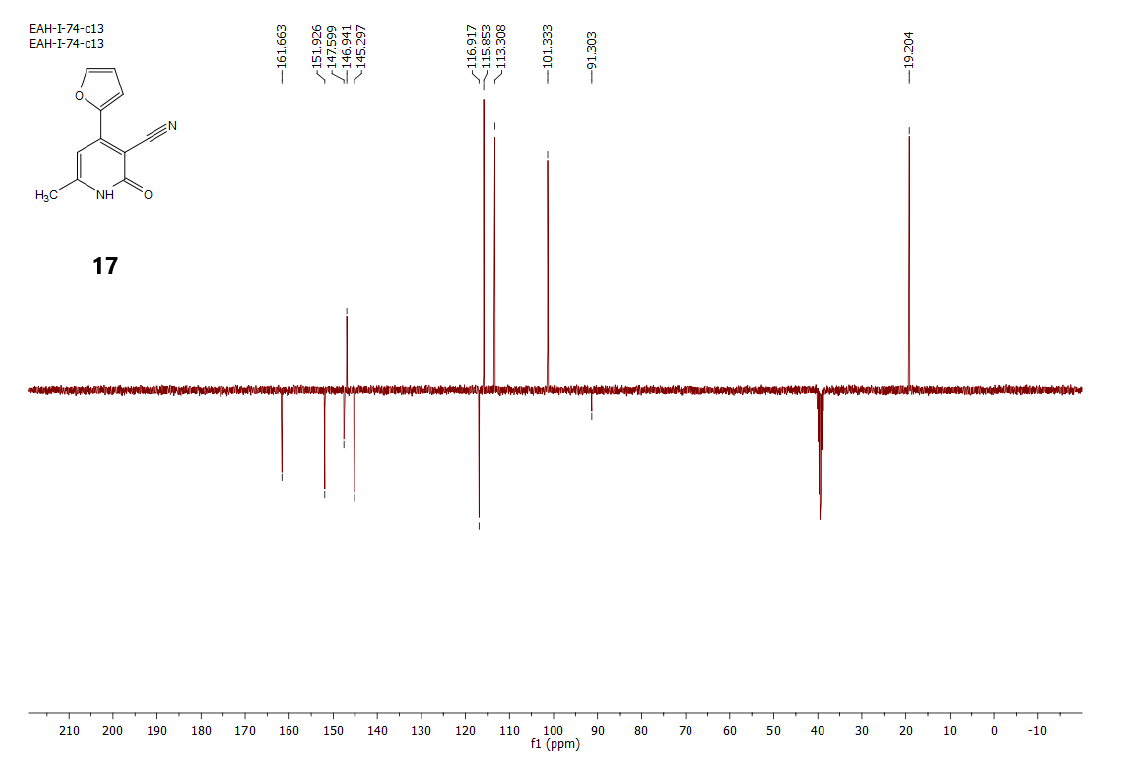 EAH-I-74-c13
EAH-I-74-c13
161.663
151.926
147.599
146.941
145.297
116.917
115.853
113.308
101.333
91.303
19.204
O
N
H₃C
NH
O
17
210 200 190 180 170 160 150 140 130 120 110 100 90 80 70 60 50 40 30 20 10 0 -10
f1 (ppm)